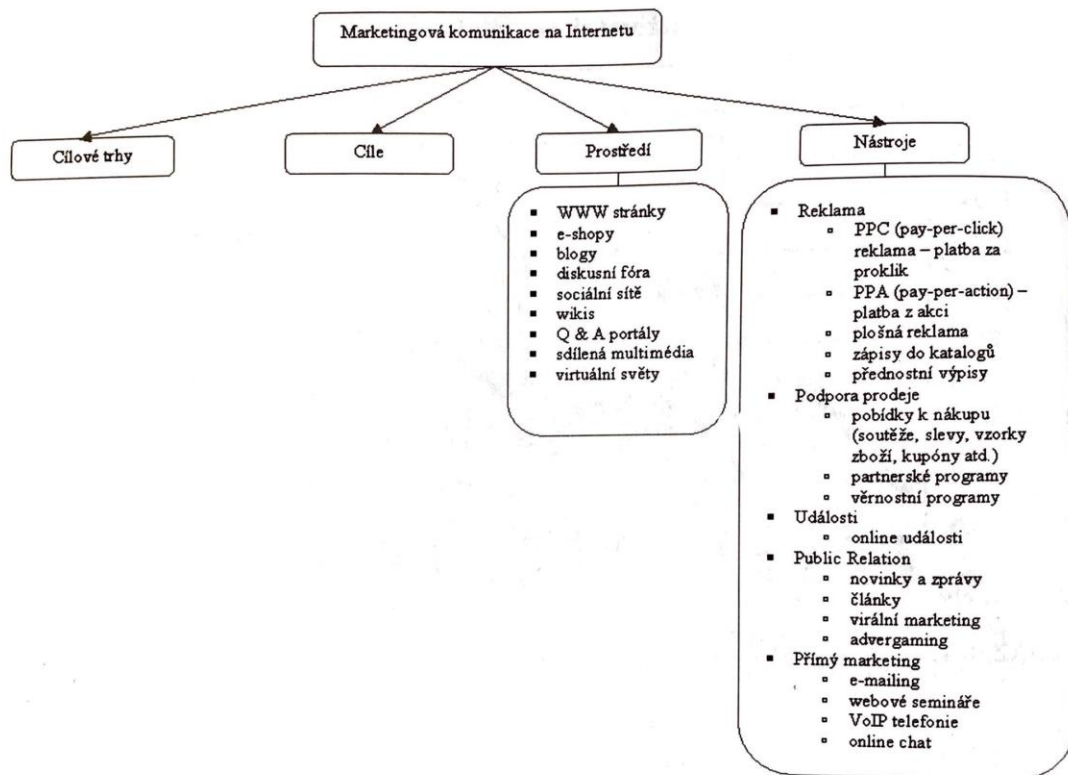 Marketingová komunikace na Internetu
Cílové trhy
Cíle
Prostředí
Nástroje
WWW stránky
e-shopy
blogy
diskusní fóra
sociální sítě
wikis
Q & A portály
sdílená multimédia
virtuální světy
Reklama
PPC (pay-per-click)
reklama – platba za
proklik
PPA (pay-per-action) –
platba z akci
plošná reklama
zápisy do katalogů
přednostní výpisy
Podpora prodeje
pobídky k nákupu
(soutěže, slevy, vzorky
zboží, kupóny atd.)
partnerské programy
věrnostní programy
Události
online události
Public Relation
novinky a zprávy
články
virální marketing
advergaming
Přímý marketing
e-mailing
webové semináře
VoIP telefonie
online chat